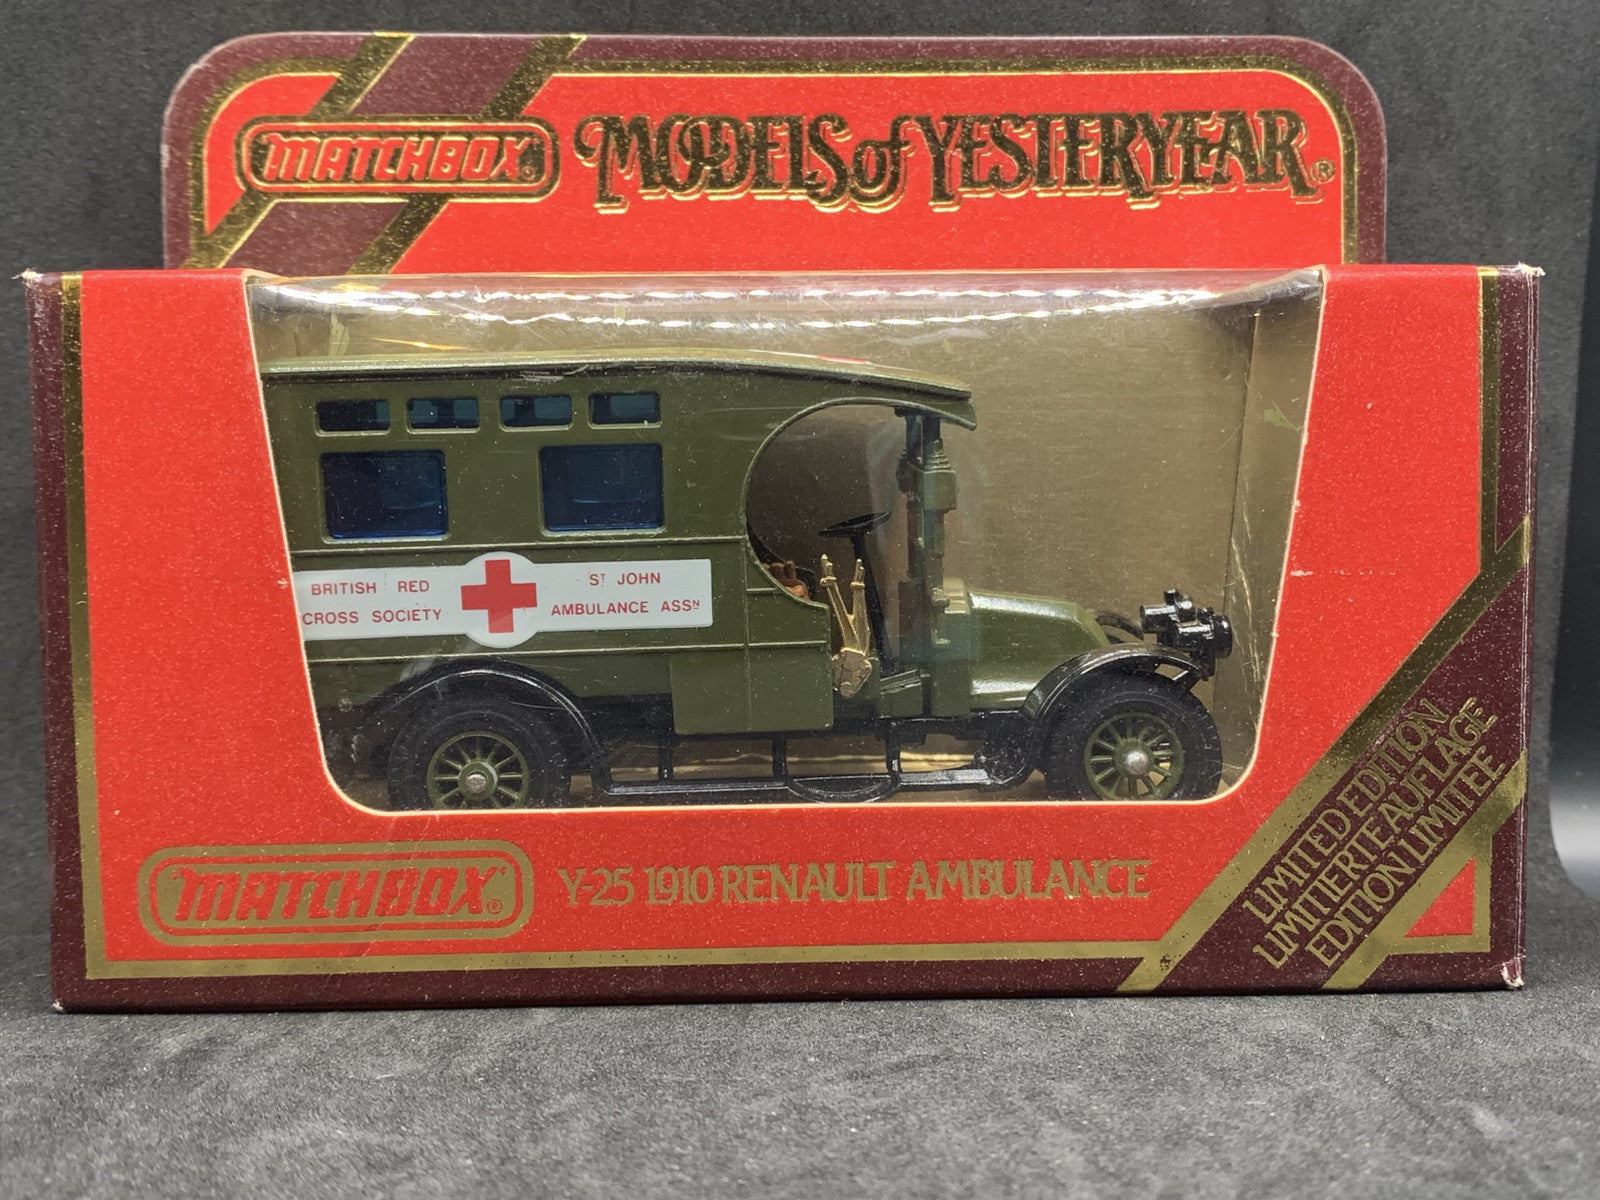 MATCHBOX®
MODELS of YESTERYEAR®
BRITISH RED
CROSS SOCIETY
ST JOHN
AMBULANCE ASSN
MATCHBOX®
Y-25 1910 RENAULT AMBULANCE
LIMITED EDITION
LIMITIERTE AUFLAGE
EDITION LIMITEE